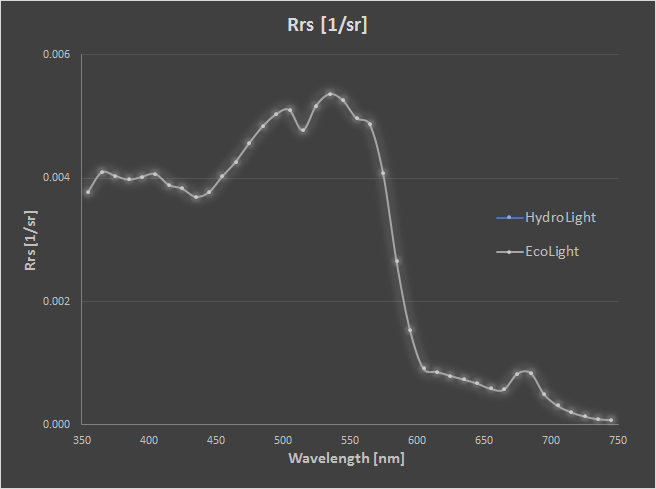 Rrs [1/sr]
0.006
0.004
0.002
0.000
Rrs [1/sr]
HydroLight
EcoLight
350 400 450 500 550 600 650 700 750
Wavelength [nm]